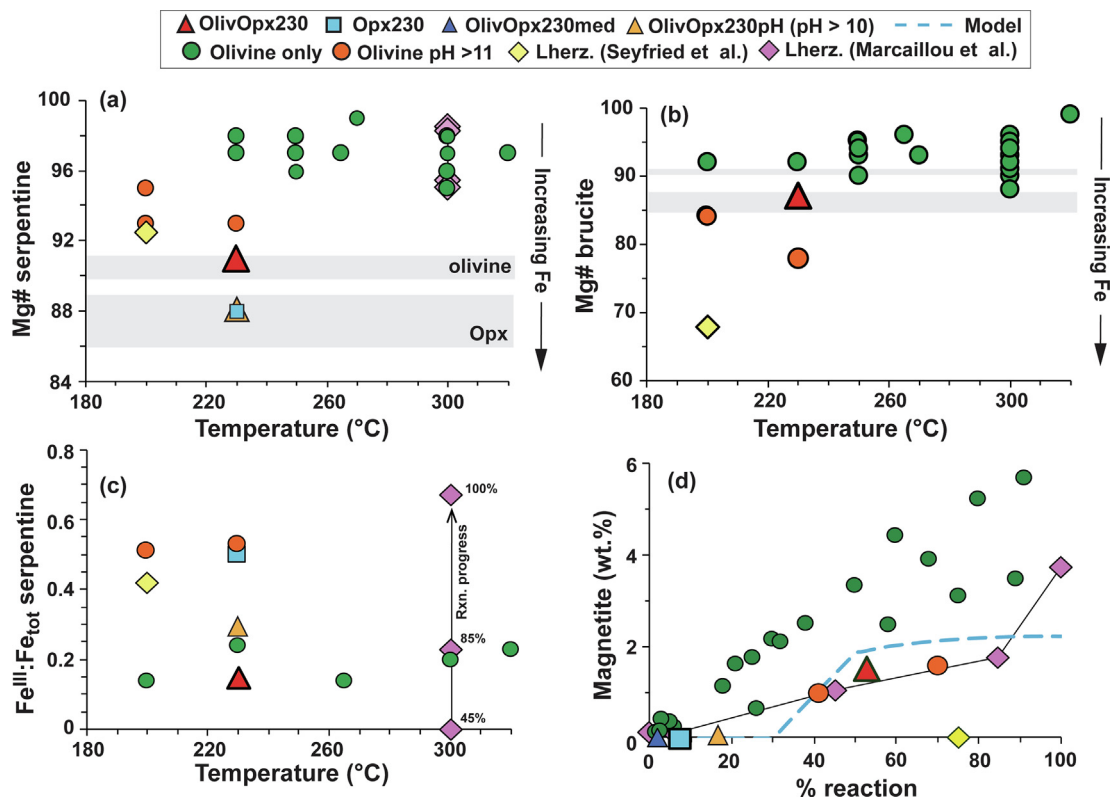 OlivOpx230 Opx230 OlivOpx230med OlivOpx230pH (pH > 10) Model
Olivine only Olivine pH >11 Lherz. (Seyfried et al.) Lherz. (Marcaillou et al.)
(a)
100
96
92
88
84
Mg# serpentine
olivine
Opx
Increasing Fe
180 220 260 300
Temperature (°C)
(b)
100
90
80
70
60
Mg# brucite
Increasing Fe
180 220 260 300
Temperature (°C)
(c)
0.8
0.6
0.4
0.2
0
FeIII:Fetot serpentine
100%
Rxn. progress
85%
45%
180 220 260 300
Temperature (°C)
(d)
6
4
2
0
Magnetite (wt.%)
0 20 40 60 80 100
% reaction